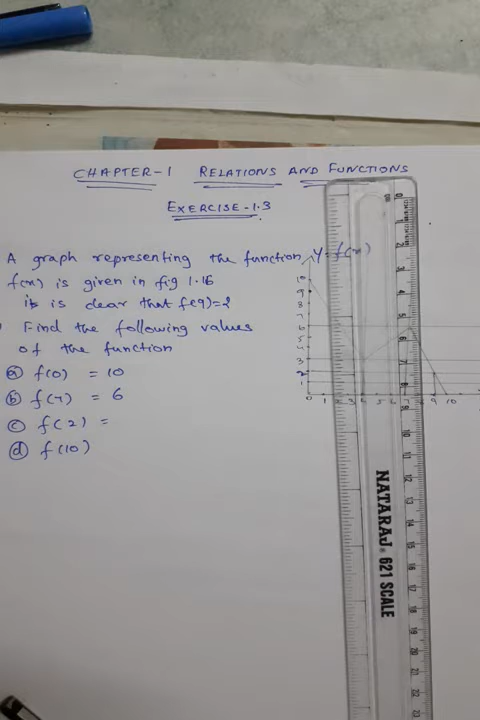 CHAPTER-1 RELATIONS AND FUNCTIONS
EXERCISE-1.3
A graph representing the function, Y=f(x)
f(x) is given in fig 1.16
it is clear that f(9)=2
Find the following values
of the function
(a) f(0) = 10
(b) f(7) = 6
(c) f(2) =
(d) f(10)
NATARAJ 621 SCALE